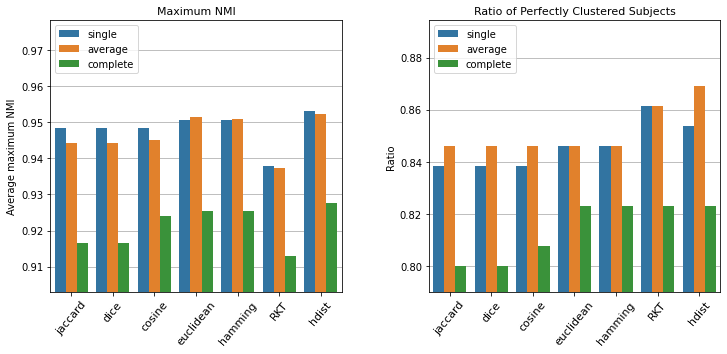 Maximum NMI
single
average
complete
Average maximum NMI
0.97
0.96
0.95
0.94
0.93
0.92
0.91
jaccard
dice
cosine
euclidean
hamming
RKT
hdist
Ratio of Perfectly Clustered Subjects
single
average
complete
Ratio
0.88
0.86
0.84
0.82
0.80
jaccard
dice
cosine
euclidean
hamming
RKT
hdist